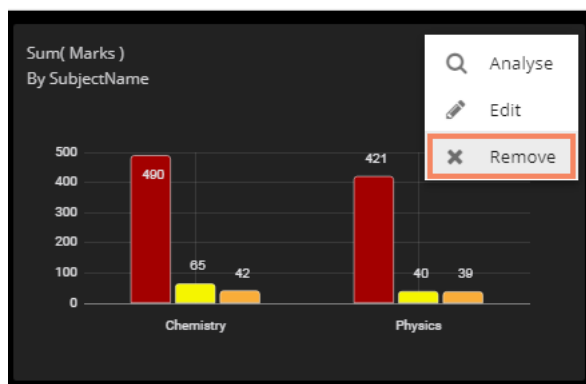 Sum( Marks )
By SubjectName
Analyse
Edit
Remove
500
400
300
200
100
0
490
65
42
421
40
39
Chemistry
Physics